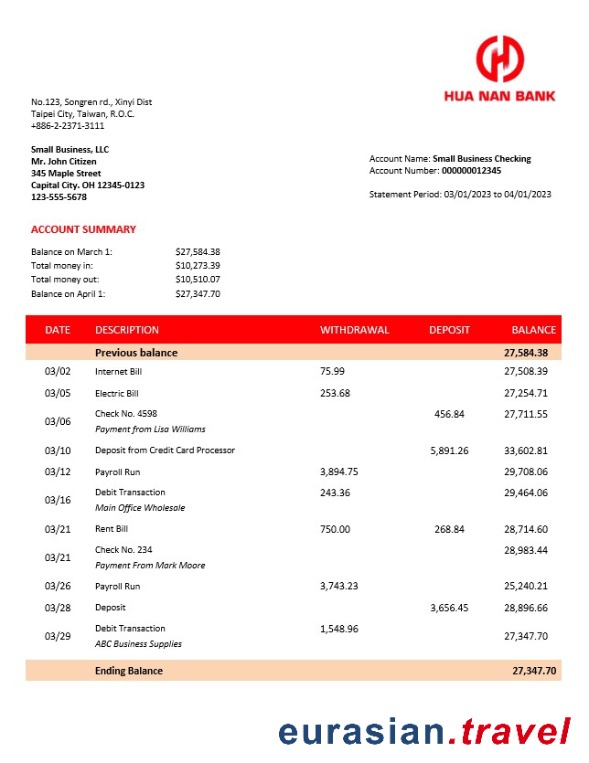 HUA NAN BANK
No.123, Songren rd., Xinyi Dist
Taipei City, Taiwan, R.O.C.
+886-2-2371-3111
Small Business, LLC
Mr. John Citizen
345 Maple Street
Capital City. OH 12345-0123
123-555-5678
Account Name: Small Business Checking
Account Number: 000000012345
Statement Period: 03/01/2023 to 04/01/2023
ACCOUNT SUMMARY
Balance on March 1: $27,584.38
Total money in: $10,273.39
Total money out: $10,510.07
Balance on April 1: $27,347.70
DATE DESCRIPTION WITHDRAWAL DEPOSIT BALANCE
Previous balance 27,584.38
03/02 Internet Bill 75.99 27,508.39
03/05 Electric Bill 253.68 27,254.71
03/06 Check No. 4598 456.84 27,711.55
Payment from Lisa Williams
03/10 Deposit from Credit Card Processor 5,891.26 33,602.81
03/12 Payroll Run 3,894.75 29,708.06
03/16 Debit Transaction 243.36 29,464.06
Main Office Wholesale
03/21 Rent Bill 750.00 268.84 28,714.60
03/21 Check No. 234 28,983.44
Payment From Mark Moore
03/26 Payroll Run 3,743.23 25,240.21
03/28 Deposit 3,656.45 28,896.66
03/29 Debit Transaction 1,548.96 27,347.70
ABC Business Supplies
Ending Balance 27,347.70
eurasian.travel